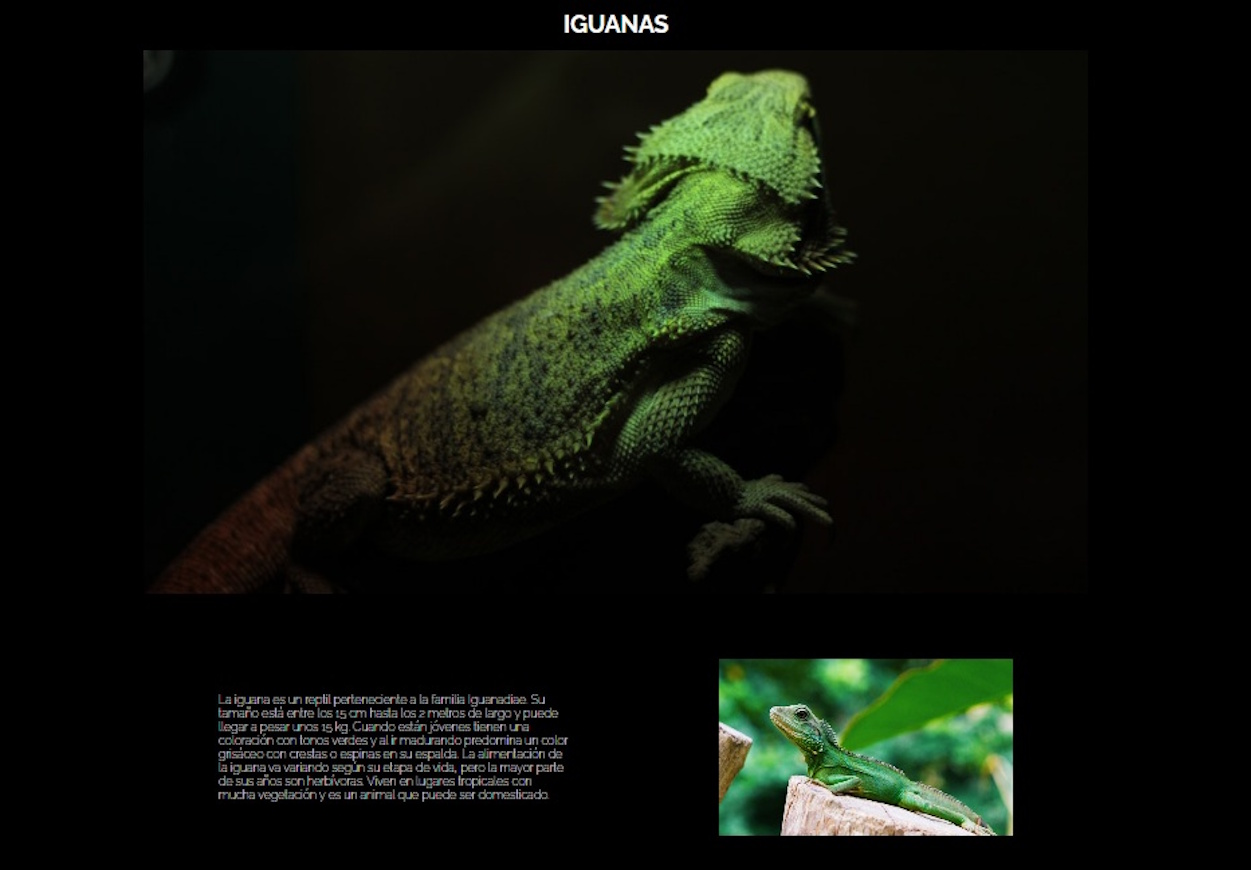 IGUANAS
La iguana es un reptil perteneciente a la familia Iguanadiae. Su
tamaño está entre los 15 cm hasta los 2 metros de largo y puede
llegar a pesar unos 15 kg. Cuando están jóvenes tienen una
coloración con tonos verdes y al ir madurando predomina un color
grisáceo con crestas o espinas en su espalda. La alimentación de
la iguana va variando según su etapa de vida, pero la mayor parte
de sus años son herbívoras. Viven en lugares tropicales con
mucha vegetación y es un animal que puede ser domesticado.